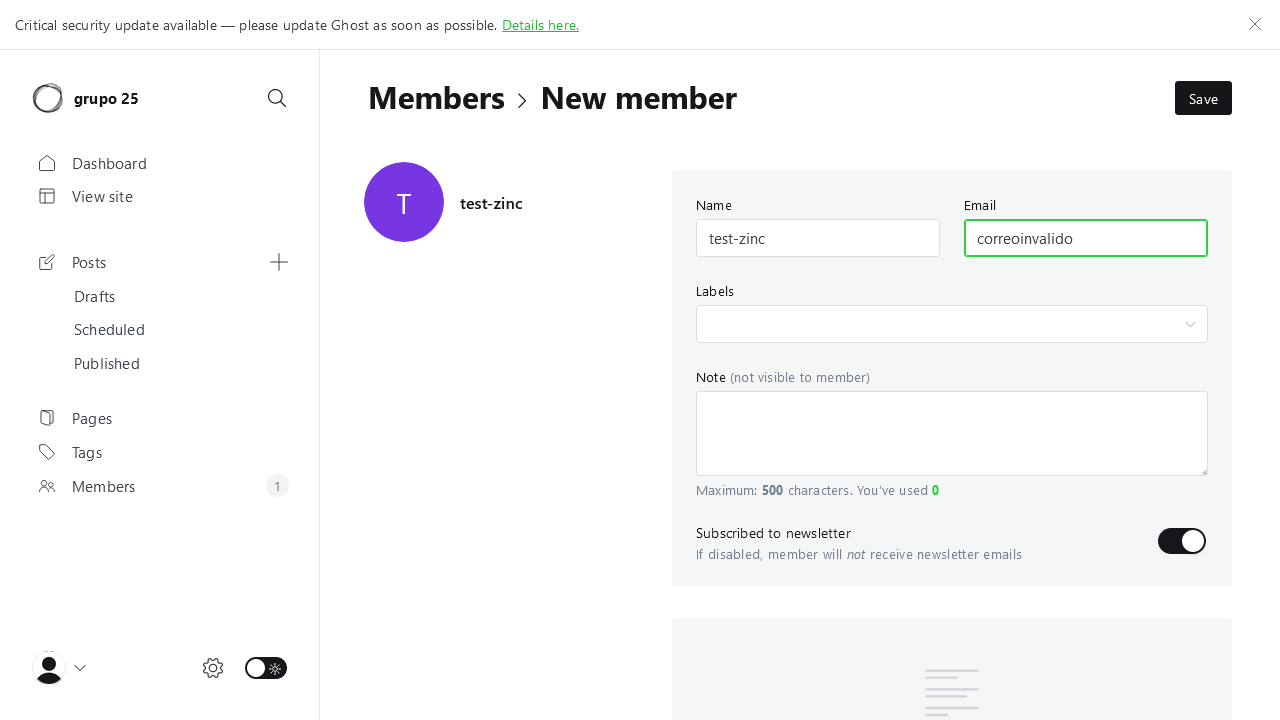 Critical security update available — please update Ghost as soon as possible. Details here.
grupo 25
Dashboard
View site
Posts
Drafts
Scheduled
Published
Pages
Tags
Members 1
Members > New member
Save
T
test-zinc
Name
test-zinc
Email
correoinvalido
Labels
Note (not visible to member)
Maximum: 500 characters. You've used 0
Subscribed to newsletter
If disabled, member will not receive newsletter emails